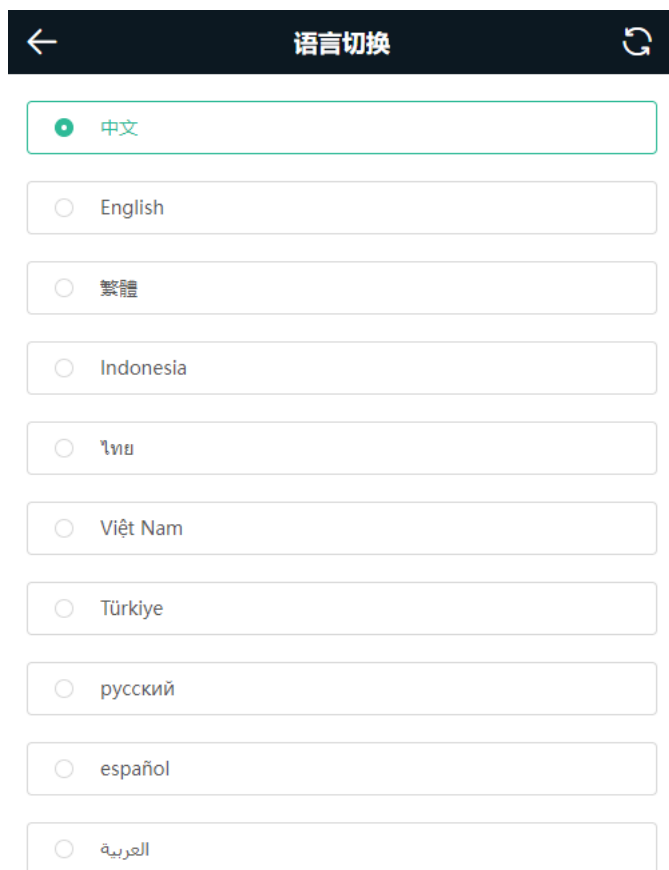 语言切换
中文
English
繁體
Indonesia
ไทย
Việt Nam
Türkiye
русский
español
العربية